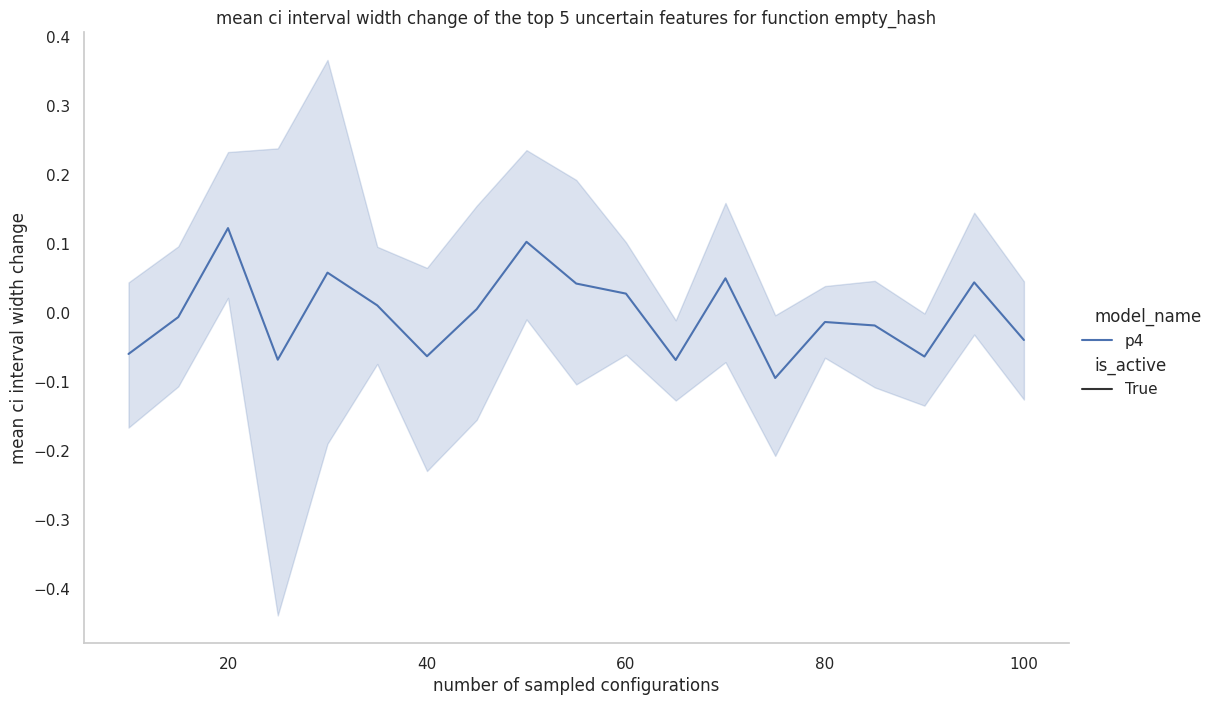 mean ci interval width change of the top 5 uncertain features for function empty_hash
0.4
0.3
0.2
0.1
0.0
−0.1
−0.2
−0.3
−0.4
mean ci interval width change
20
40
60
80
100
number of sampled configurations
model_name
p4
is_active
True